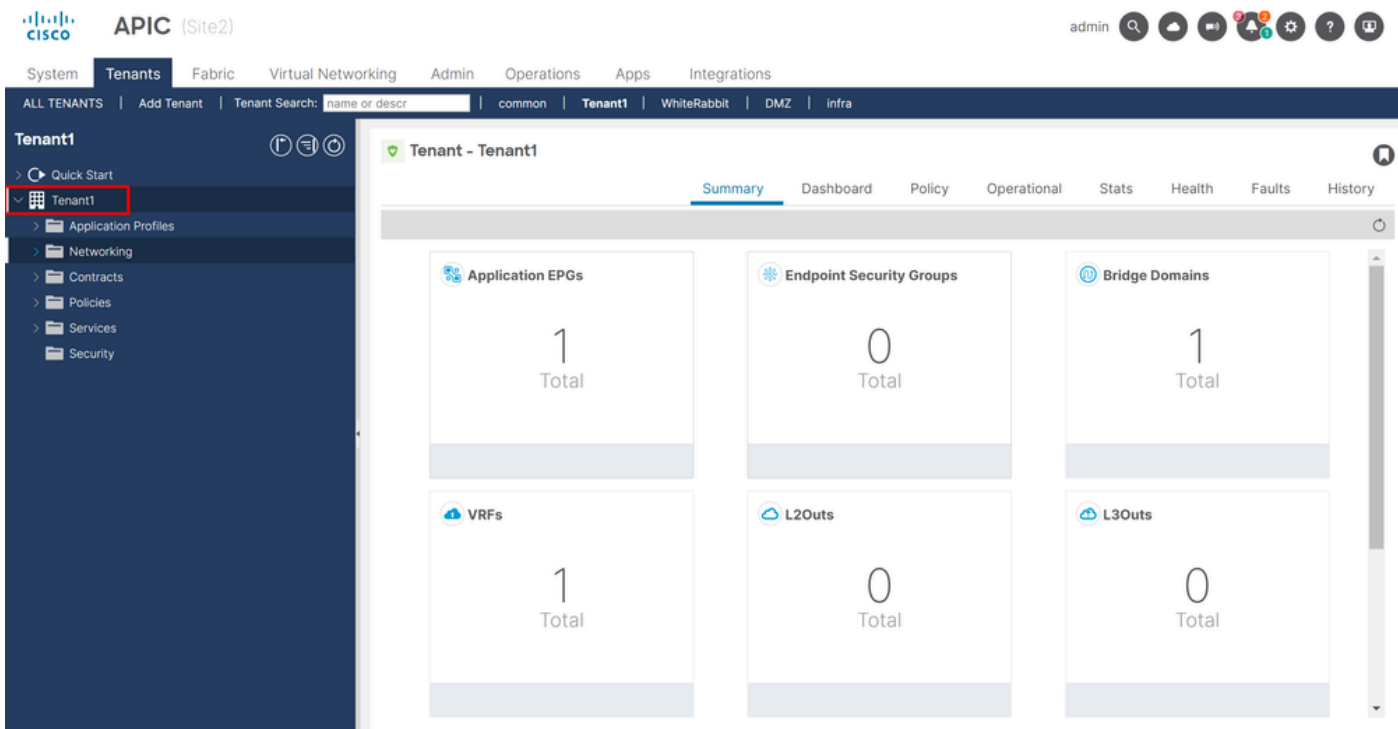 CISCO
APIC (Site2)
admin
2
1
?
System Tenants Fabric Virtual Networking Admin Operations Apps Integrations
ALL TENANTS | Add Tenant | Tenant Search: name or descr | common | Tenant1 | WhiteRabbit | DMZ | infra
Tenant1
Quick Start
Tenant1
Application Profiles
Networking
Contracts
Policies
Services
Security
Tenant - Tenant1
Summary Dashboard Policy Operational Stats Health Faults History
Application EPGs
1
Total
Endpoint Security Groups
0
Total
Bridge Domains
1
Total
VRFs
1
Total
L2Outs
0
Total
L3Outs
0
Total